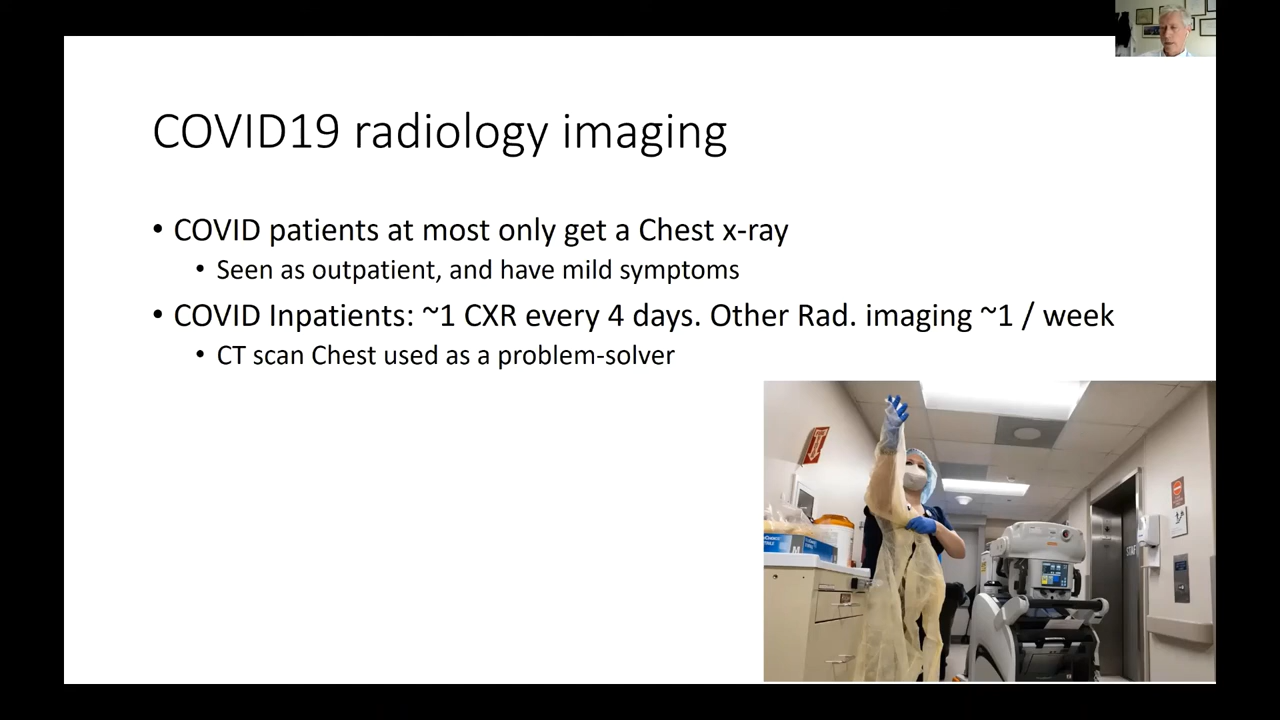 COVID19 radiology imaging
• COVID patients at most only get a Chest x-ray
• Seen as outpatient, and have mild symptoms
• COVID Inpatients: ~1 CXR every 4 days. Other Rad. imaging ~1 / week
• CT scan Chest used as a problem-solver
M
STAF